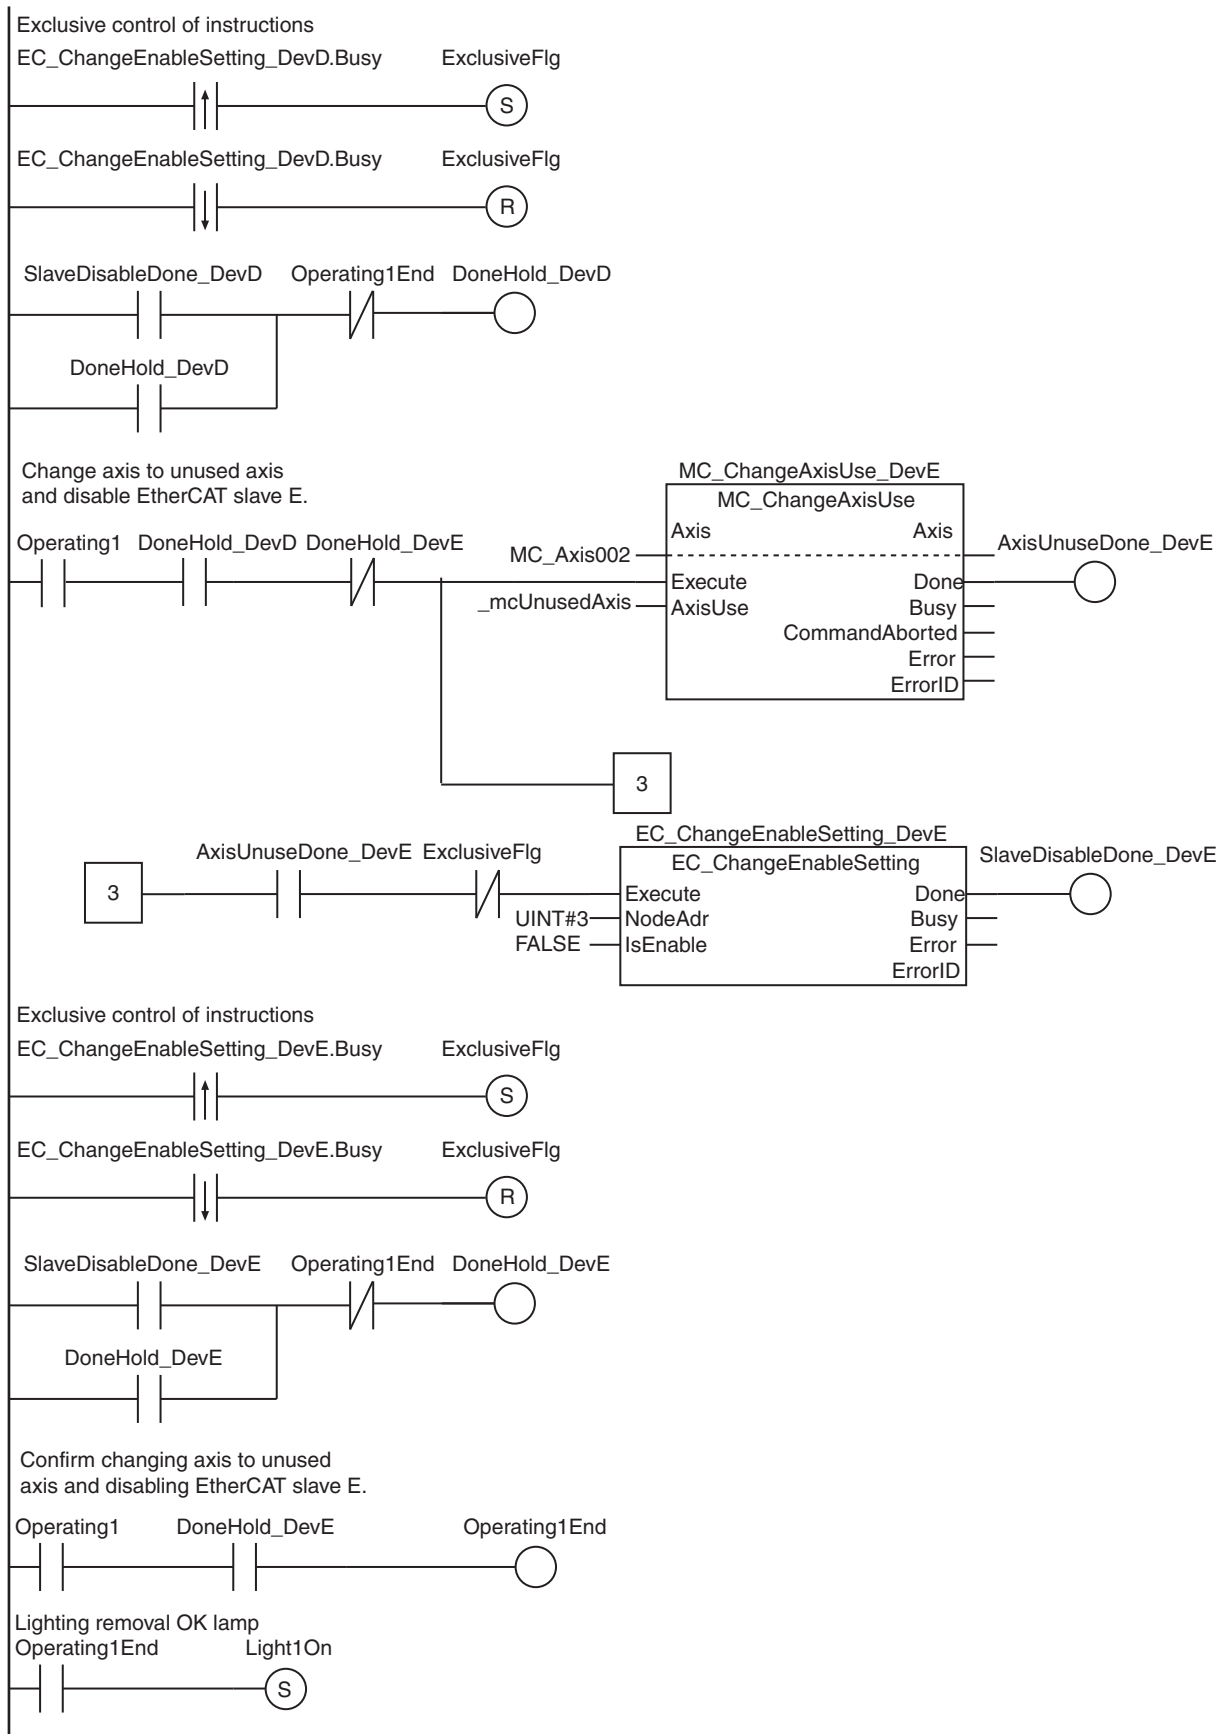 Exclusive control of instructions
EC_ChangeEnableSetting_DevD.Busy ExclusiveFlg
S
EC_ChangeEnableSetting_DevD.Busy ExclusiveFlg
R
SlaveDisableDone_DevD Operating1End DoneHold_DevD
DoneHold_DevD
Change axis to unused axis
and disable EtherCAT slave E.
MC_ChangeAxisUse_DevE
MC_ChangeAxisUse
Axis Axis
Operating1 DoneHold_DevD DoneHold_DevE MC_Axis002 AxisUnuseDone_DevE
Execute Done
_mcUnusedAxis AxisUse Busy
CommandAborted
Error
ErrorID
3
EC_ChangeEnableSetting_DevE
AxisUnuseDone_DevE ExclusiveFlg EC_ChangeEnableSetting SlaveDisableDone_DevE
3 Execute Done
UINT#3 NodeAdr Busy
FALSE IsEnable Error
ErrorID
Exclusive control of instructions
EC_ChangeEnableSetting_DevE.Busy ExclusiveFlg
S
EC_ChangeEnableSetting_DevE.Busy ExclusiveFlg
R
SlaveDisableDone_DevE Operating1End DoneHold_DevE
DoneHold_DevE
Confirm changing axis to unused
axis and disabling EtherCAT slave E.
Operating1 DoneHold_DevE Operating1End
Lighting removal OK lamp
Operating1End Light1On
S